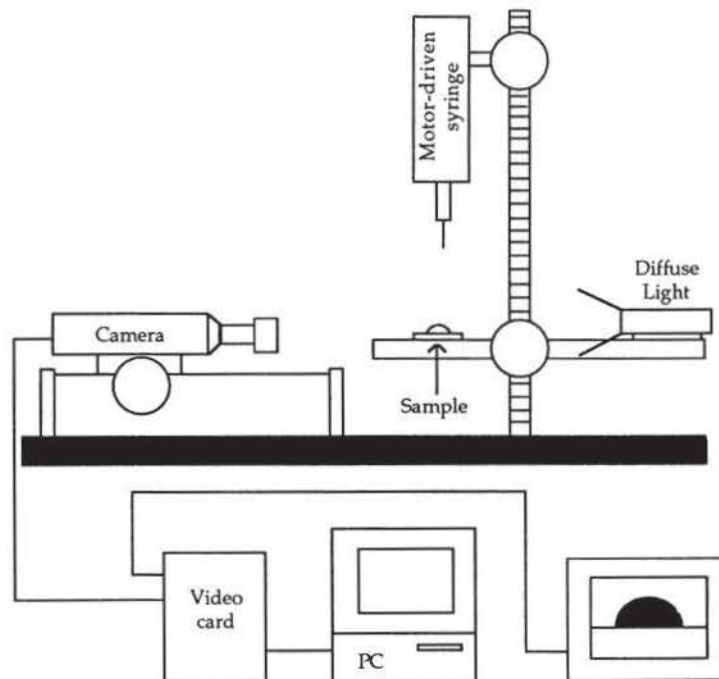 Motor-driven
syringe
Diffuse
Light
Camera
Sample
Video
card
PC